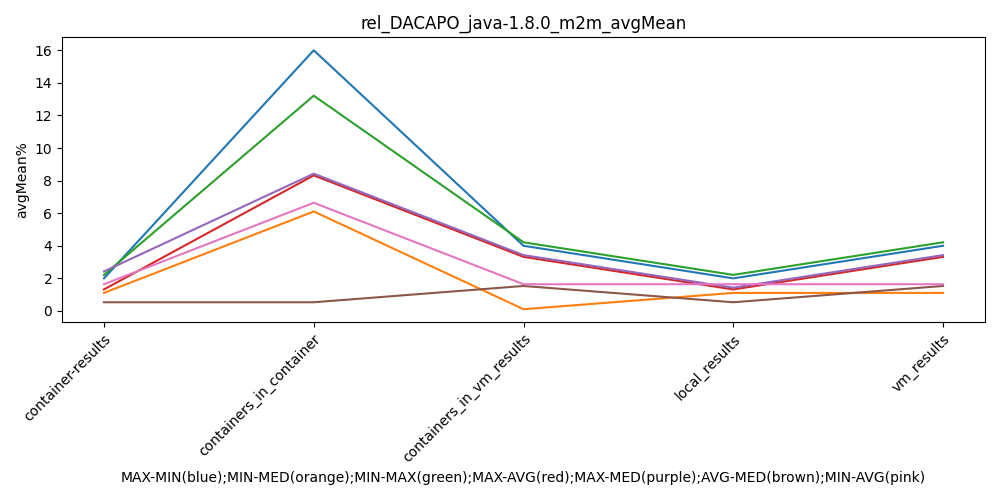 rel_DACAPO_java-1.8.0_m2m_avgMean
avgMean%
16
14
12
10
8
6
4
2
0
container-results
containers_in_container
containers_in_vm_results
local_results
vm_results
MAX-MIN(blue);MIN-MED(orange);MIN-MAX(green);MAX-AVG(red);MAX-MED(purple);AVG-MED(brown);MIN-AVG(pink)